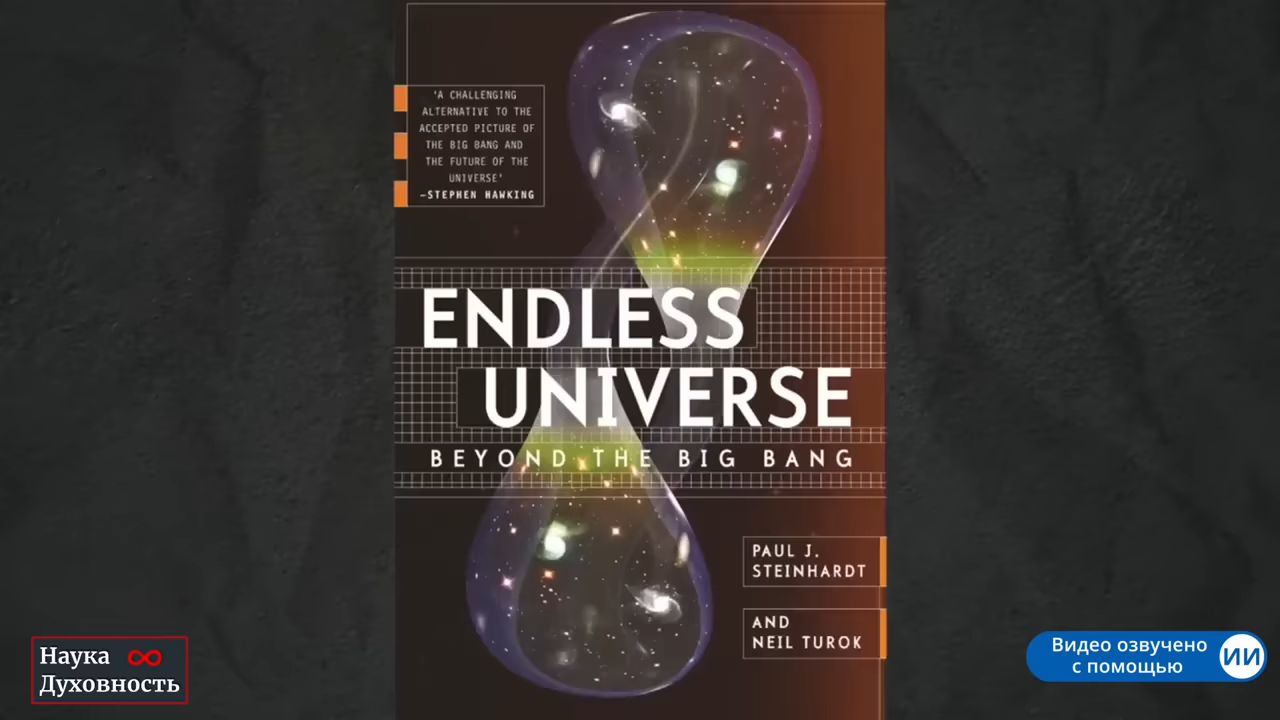 'A CHALLENGING
ALTERNATIVE TO THE
ACCEPTED PICTURE OF
THE BIG BANG AND
THE FUTURE OF THE
UNIVERSE'
–STEPHEN HAWKING
ENDLESS
UNIVERSE
BEYOND THE BIG BANG
PAUL J.
STEINHARDT
AND
NEIL TUROK
Наука
Духовность
Видео озвучено
с помощью
ИИ